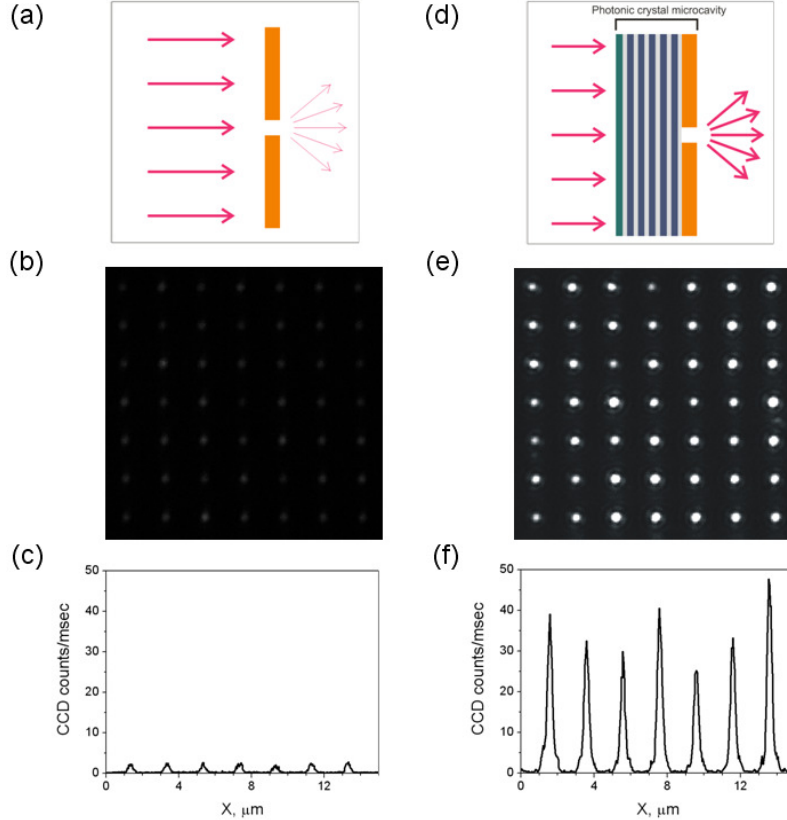 (a)
(b)
(c)
50
40
30
20
10
0
CCD counts/msec
0 4 8 12
X, μm
(d)
Photonic crystal microcavity
(e)
(f)
50
40
30
20
10
0
CCD counts/msec
0 4 8 12
X, μm